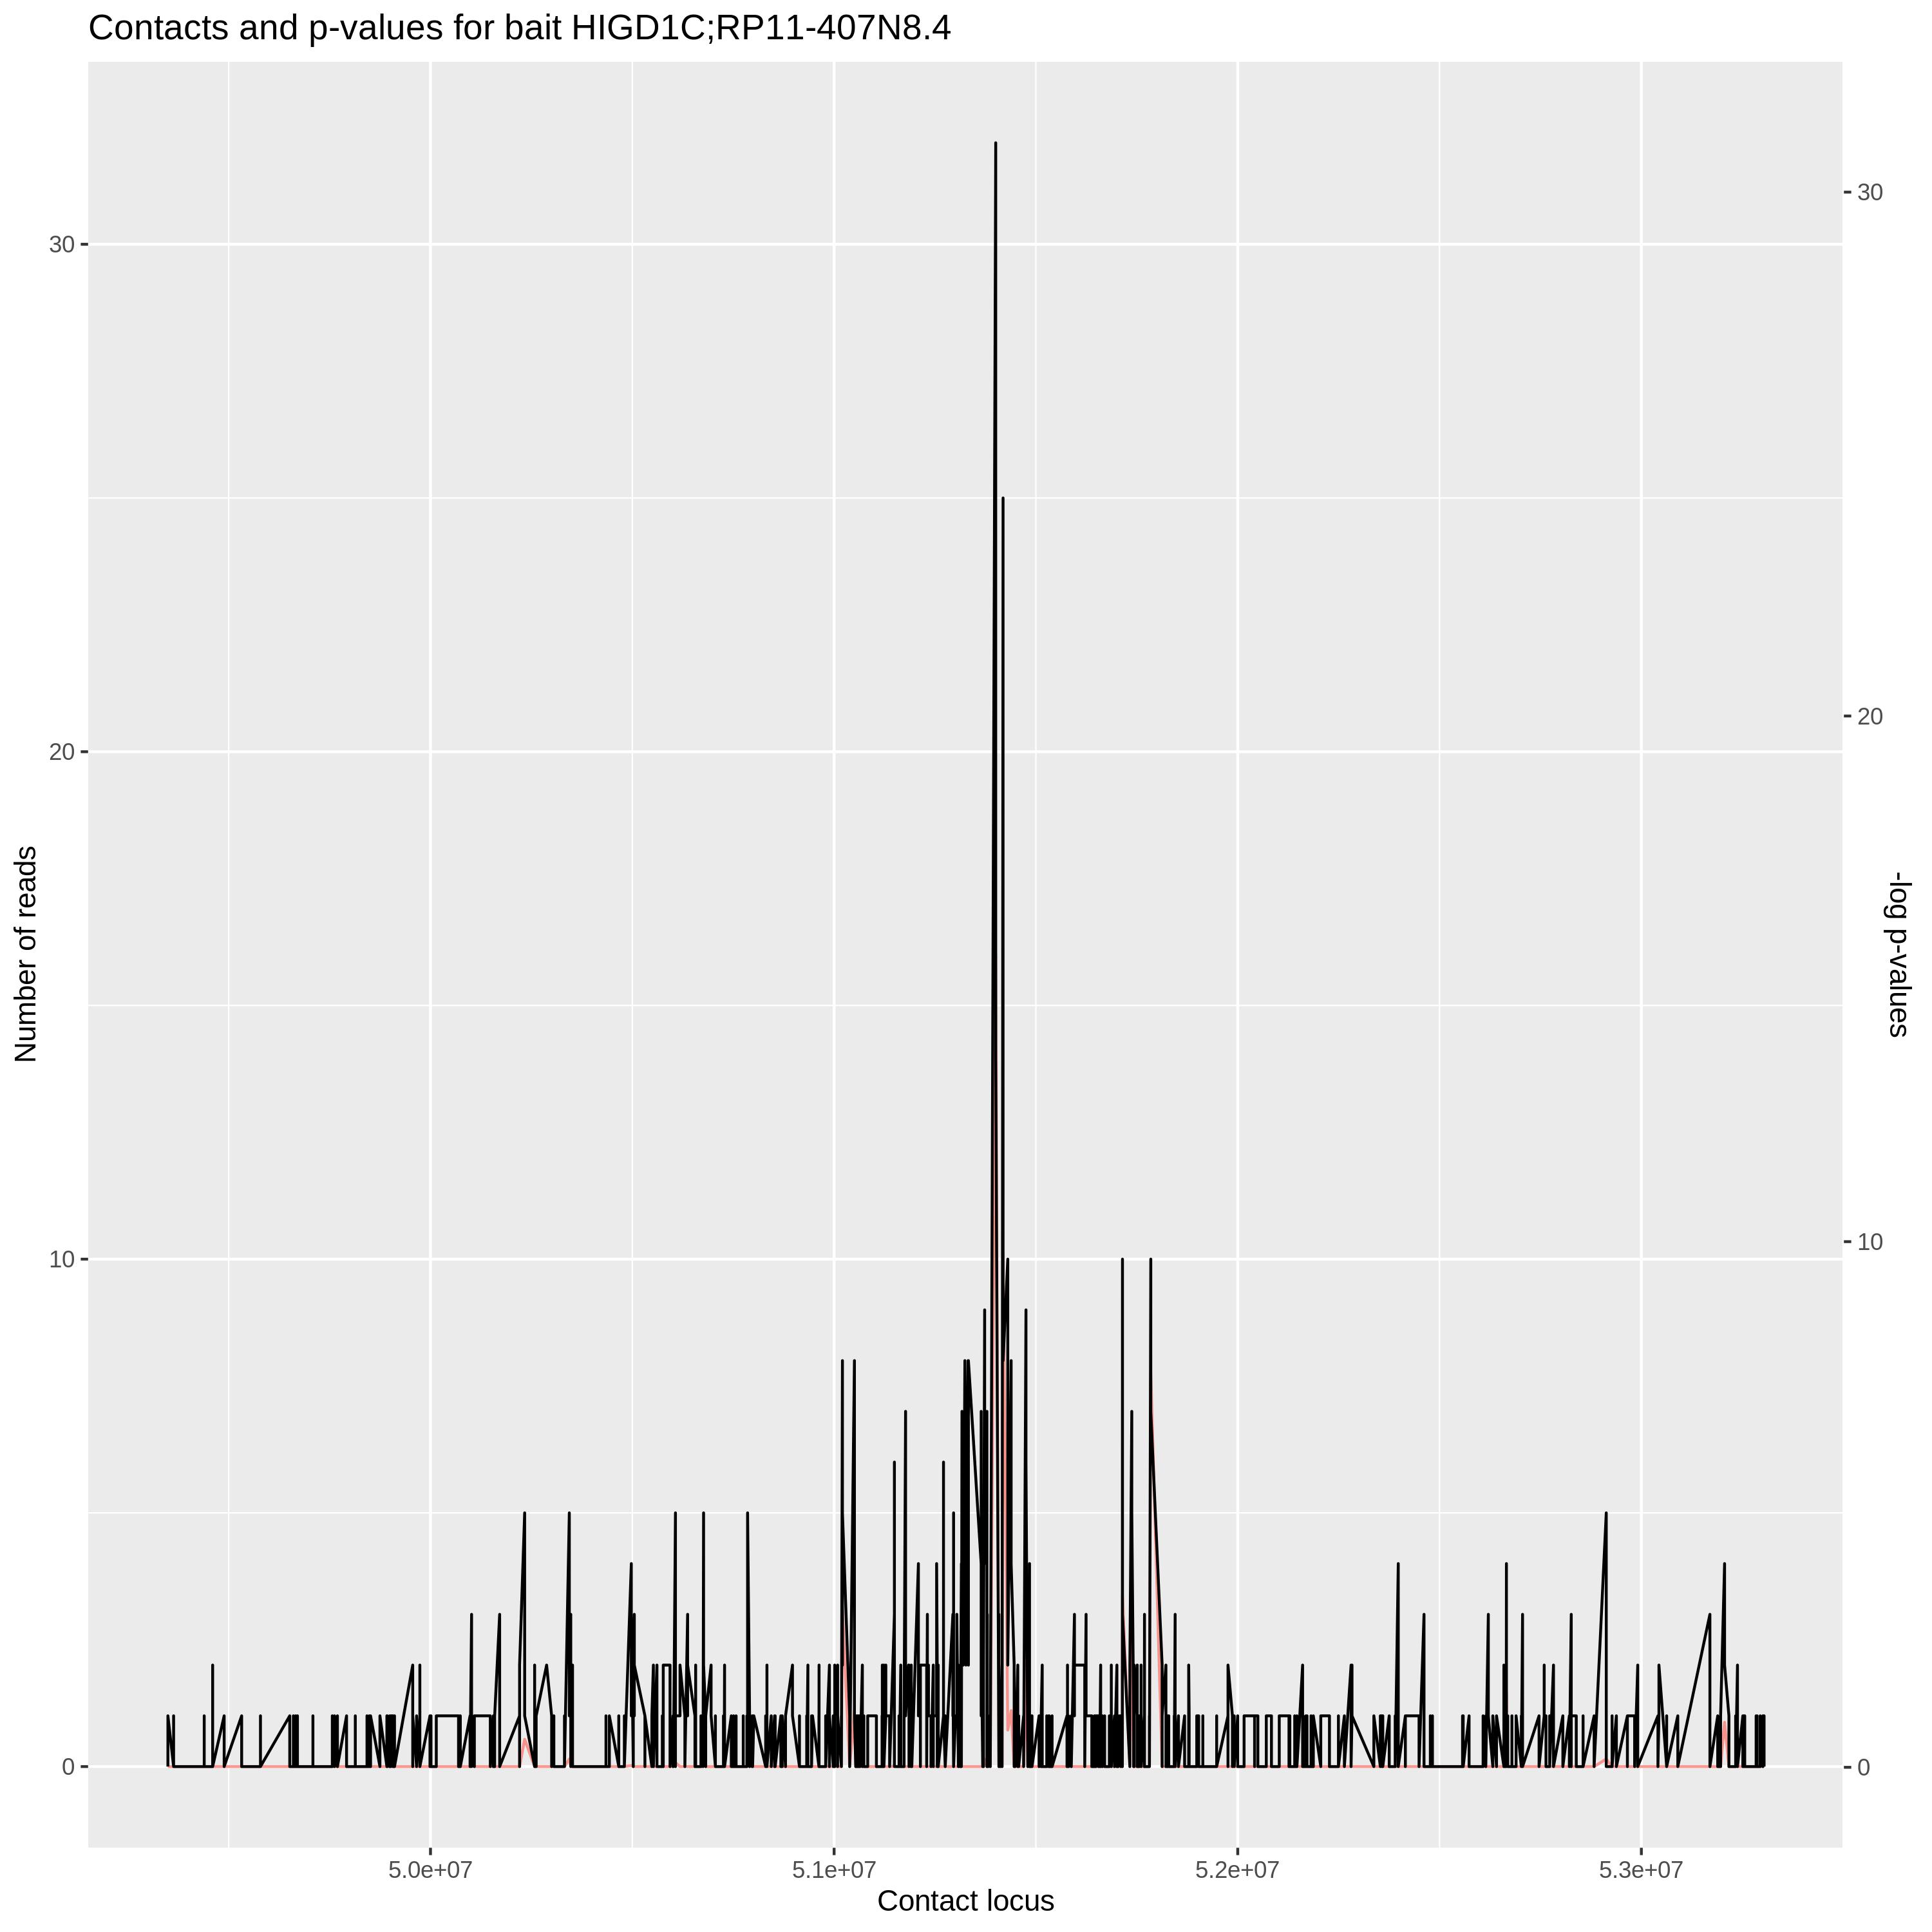 Contacts and p-values for bait HIGD1C;RP11-407N8.4
Number of reads
30
20
10
0
30
20
10
0
-log p-values
5.0e+07 5.1e+07 5.2e+07 5.3e+07
Contact locus